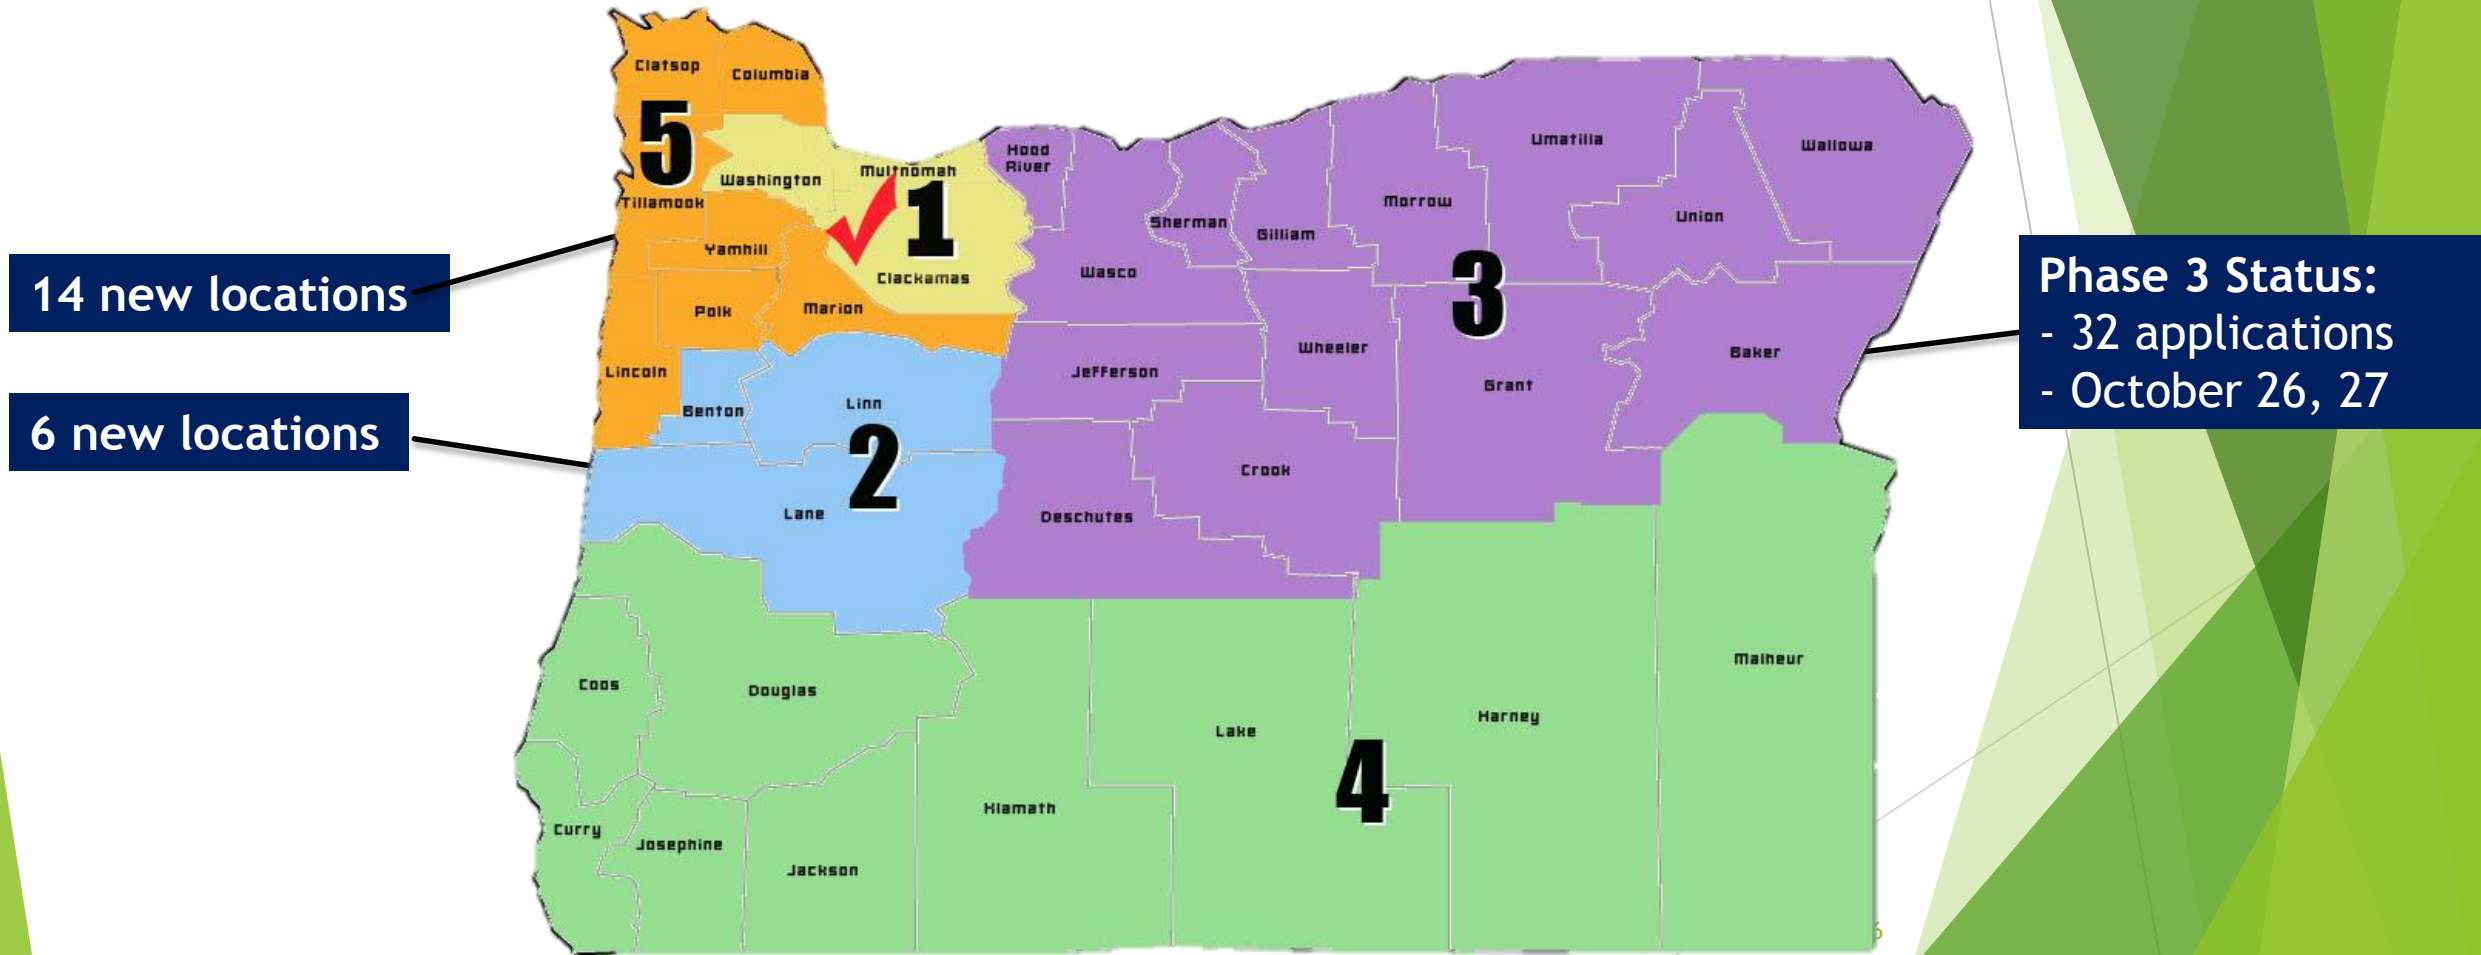 Clatsop
Columbia
5
Washington
Multnomah
1
Tillamook
Yamhill
Clackamas
Polk
Marion
Lincoln
14 new locations
6 new locations
Benton
Linn
2
Lane
Hood
River
Wasco
Sherman
Gilliam
Morrow
Umatilla
Union
Wallowa
3
Jefferson
Wheeler
Grant
Baker
Crook
Deschutes
Phase 3 Status:
- 32 applications
- October 26, 27
Coos
Douglas
Curry
Josephine
Jackson
Klamath
Lake
4
Harney
Malheur
6